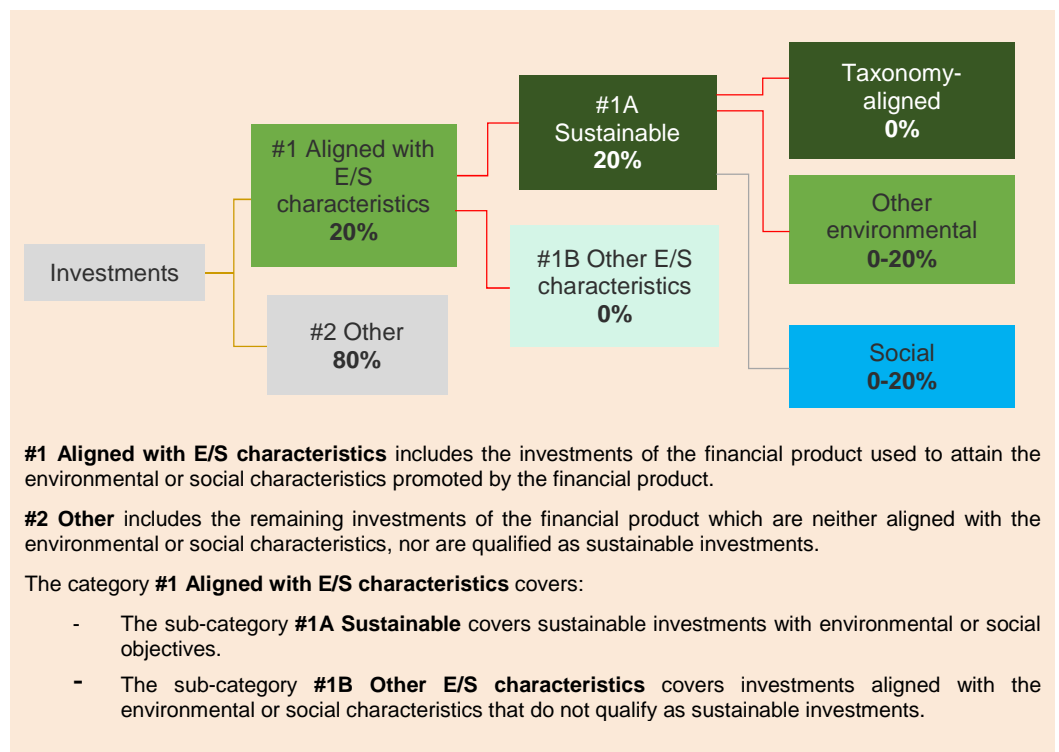 Investments
#1 Aligned with
E/S
characteristics
20%
#2 Other
80%
#1A
Sustainable
20%
#1B Other E/S
characteristics
0%
Taxonomy-
aligned
0%
Other
environmental
0-20%
Social
0-20%
#1 Aligned with E/S characteristics includes the investments of the financial product used to attain the
environmental or social characteristics promoted by the financial product.
#2 Other includes the remaining investments of the financial product which are neither aligned with the
environmental or social characteristics, nor are qualified as sustainable investments.
The category #1 Aligned with E/S characteristics covers:
- The sub-category #1A Sustainable covers sustainable investments with environmental or social
objectives.
- The sub-category #1B Other E/S characteristics covers investments aligned with the
environmental or social characteristics that do not qualify as sustainable investments.